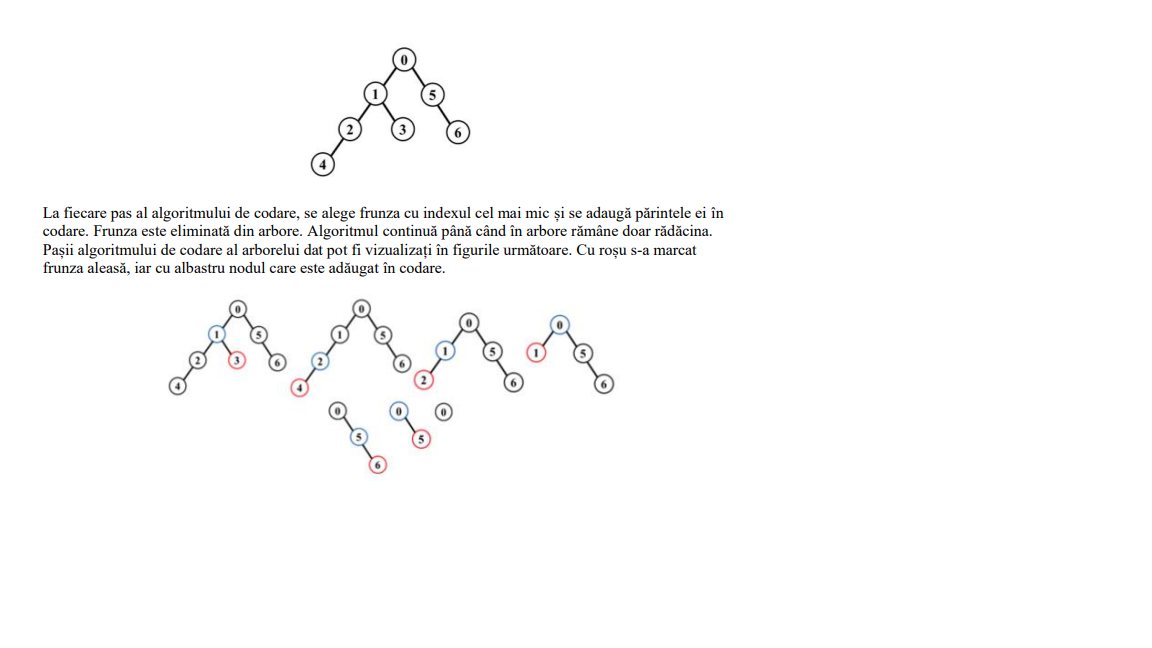 0
1 5
2 3 6
4
La fiecare pas al algoritmului de codare, se alege frunza cu indexul cel mai mic și se adaugă părintele ei în
codare. Frunza este eliminată din arbore. Algoritmul continuă până când în arbore rămâne doar rădăcina.
Pașii algoritmului de codare al arborelui dat pot fi vizualizați în figurile următoare. Cu roșu s-a marcat
frunza aleasă, iar cu albastru nodul care este adăugat în codare.
0 0 0 0
1 5 1 5 1 5 1 5
2 3 6 2 6 2 6 6
4 4
0 0 0
5 5
6